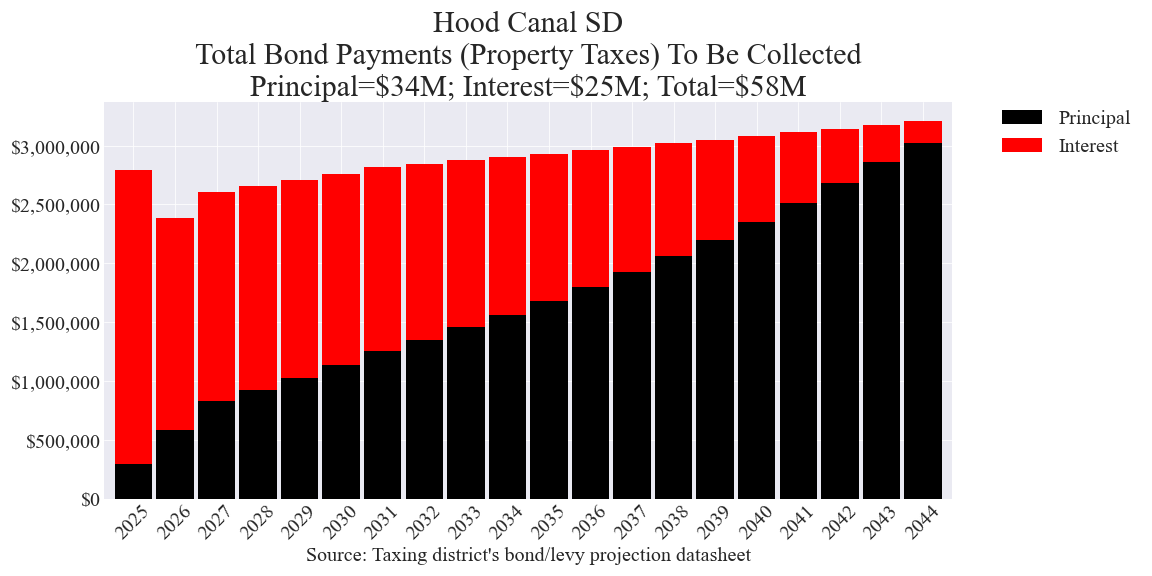 Hood Canal SD
Total Bond Payments (Property Taxes) To Be Collected
Principal=$34M; Interest=$25M; Total=$58M
Principal
Interest
$3,000,000
$2,500,000
$2,000,000
$1,500,000
$1,000,000
$500,000
$0
2025 2026 2027 2028 2029 2030 2031 2032 2033 2034 2035 2036 2037 2038 2039 2040 2041 2042 2043 2044
Source: Taxing district's bond/levy projection datasheet